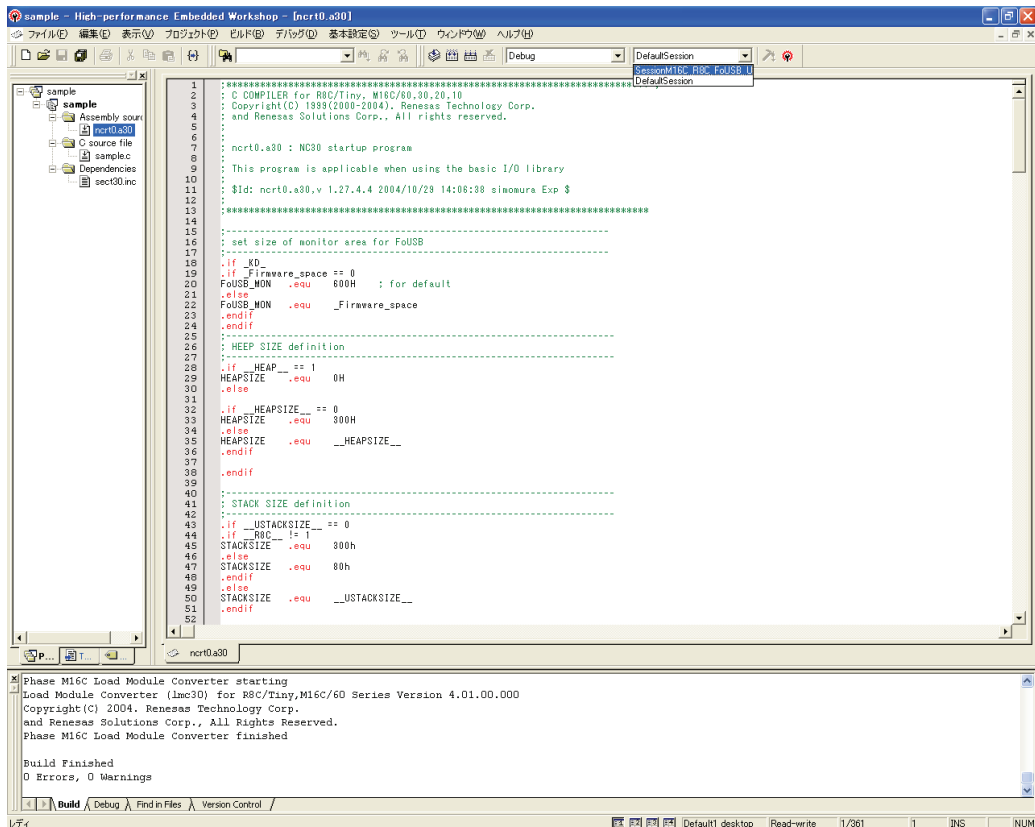 sample - High-performance Embedded Workshop - [ncrt0.a30]
ファイル(F) 編集(E) 表示(V) プロジェクト(P) ビルド(B) デバッグ(D) 基本設定(S) ツール(T) ウィンドウ(W) ヘルプ(H)
Debug
DefaultSession
SessionM16C_R8C_FoUSB_U
DefaultSession
sample
sample
Assembly sour
ncrt0.a30
C source file
sample.c
Dependencies
sect30.inc
1 ;***************************************************************************** ;
2 ; C COMPILER for R8C/Tiny, M16C/60,30,20,10
3 ; Copyright(C) 1999(2000-2004). Renesas Technology Corp.
4 ; and Renesas Solutions Corp., All rights reserved.
5 ;
6 ;
7 ; ncrt0.a30 : NC30 startup program
8 ;
9 ; This program is applicable when using the basic I/O library
10 ;
11 ; $Id: ncrt0.a30,v 1.27.4.4 2004/10/29 14:06:38 simomura Exp $
12 ;
13 ;***************************************************************************
14
15 ;---------------------------------------------------------------------
16 ; set size of monitor area for FoUSB
17 ;---------------------------------------------------------------------
18 .if _KD_
19 .if _Firmware_space == 0
20 FoUSB_MON .equ 600H ; for default
21 .else
22 FoUSB_MON .equ _Firmware_space
23 .endif
24 .endif
25 ;---------------------------------------------------------------------
26 ; HEEP SIZE definition
27 ;---------------------------------------------------------------------
28 .if __HEAP__ == 1
29 HEAPSIZE .equ 0H
30 .else
31
32 .if __HEAPSIZE__ == 0
33 HEAPSIZE .equ 300H
34 .else
35 HEAPSIZE .equ __HEAPSIZE__
36 .endif
37
38 .endif
39
40 ;---------------------------------------------------------------------
41 ; STACK SIZE definition
42 ;---------------------------------------------------------------------
43 .if __USTACKSIZE__ == 0
44 .if __R8C__ != 1
45 STACKSIZE .equ 300h
46 .else
47 STACKSIZE .equ 80h
48 .endif
49 .else
50 STACKSIZE .equ __USTACKSIZE__
51 .endif
52
P... T... ...
ncrt0.a30
Phase M16C Load Module Converter starting
Load Module Converter (lmc30) for R8C/Tiny,M16C/60 Series Version 4.01.00.000
Copyright(C) 2004. Renesas Technology Corp.
and Renesas Solutions Corp., All Rights Reserved.
Phase M16C Load Module Converter finished
Build Finished
0 Errors, 0 Warnings
Build Debug Find in Files Version Control
レディ Default1 desktop Read-write 1/361 1 INS NUM